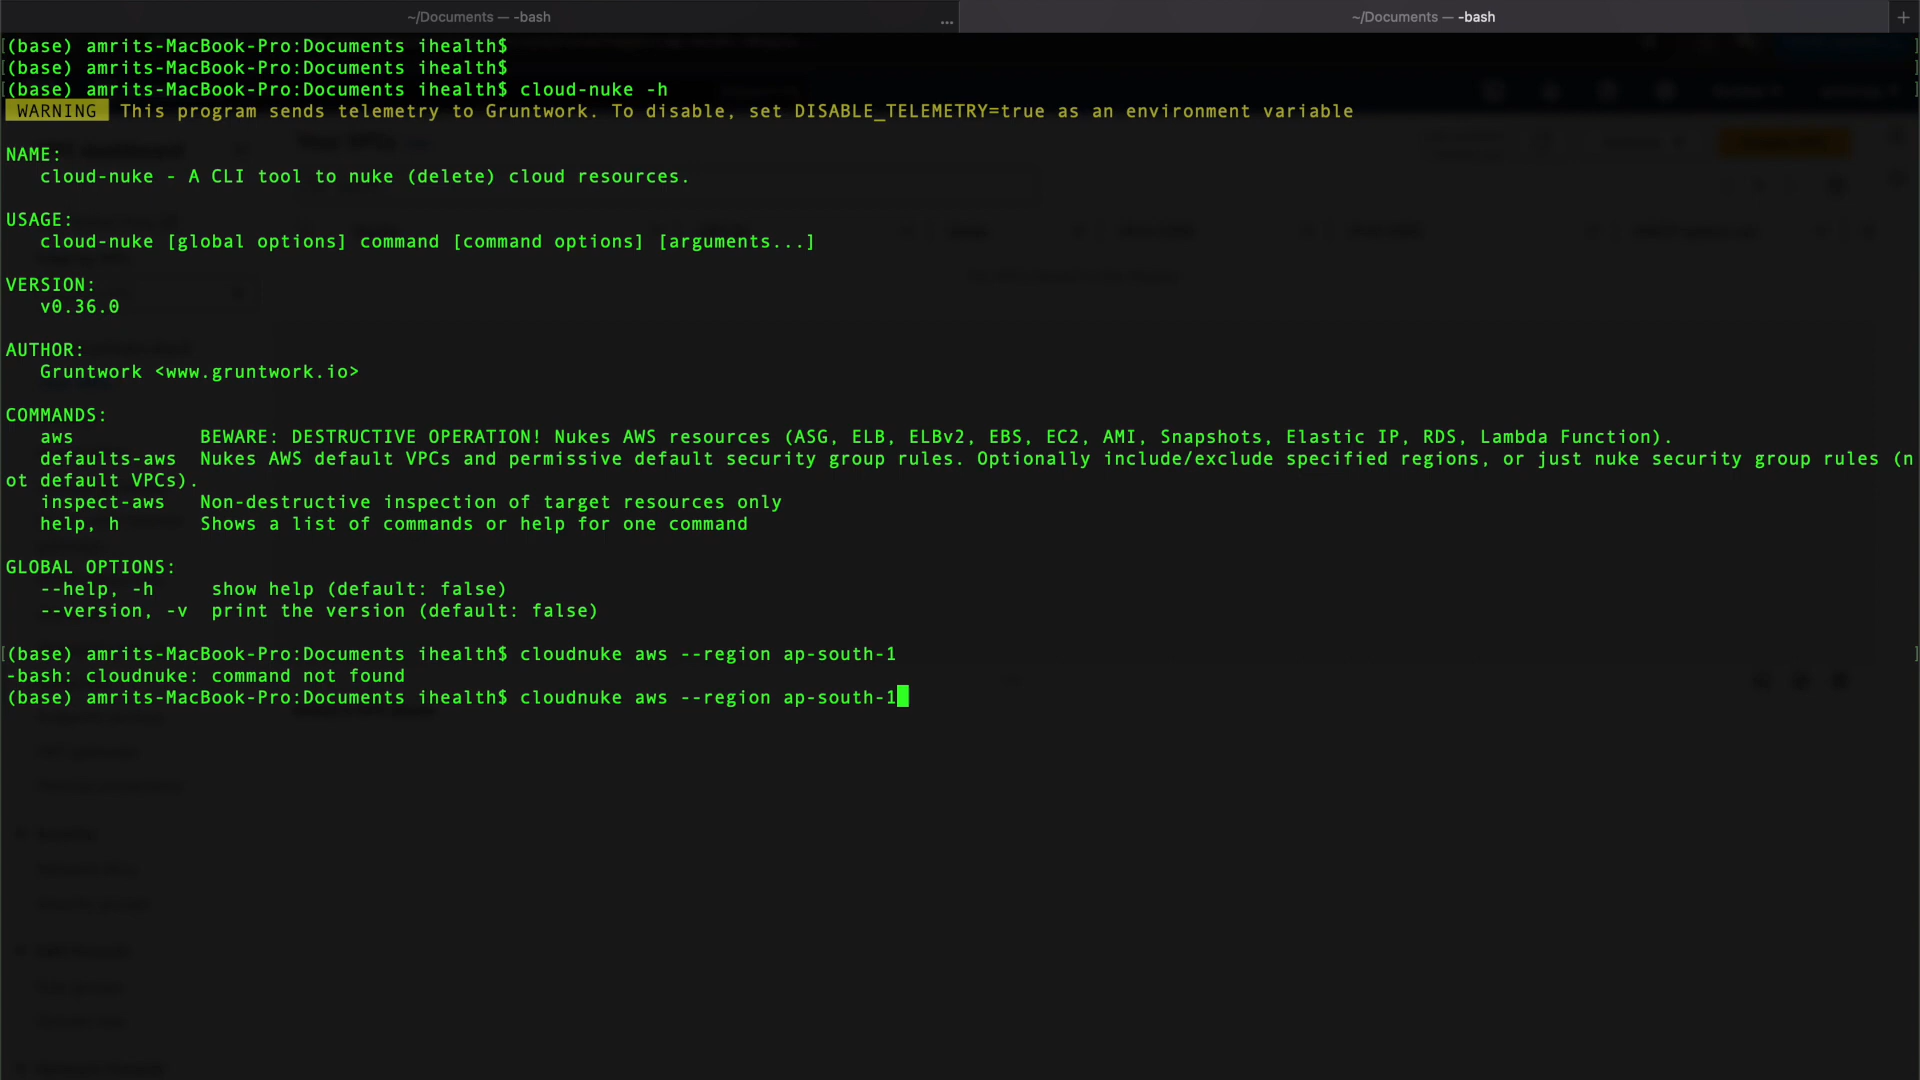 ~/Documents — -bash
...
~/Documents — -bash
+
(base) amrits-MacBook-Pro:Documents ihealth$
(base) amrits-MacBook-Pro:Documents ihealth$
(base) amrits-MacBook-Pro:Documents ihealth$ cloud-nuke -h
WARNING This program sends telemetry to Gruntwork. To disable, set DISABLE_TELEMETRY=true as an environment variable
NAME:
cloud-nuke - A CLI tool to nuke (delete) cloud resources.
USAGE:
cloud-nuke [global options] command [command options] [arguments...]
VERSION:
v0.36.0
AUTHOR:
Gruntwork <www.gruntwork.io>
COMMANDS:
aws BEWARE: DESTRUCTIVE OPERATION! Nukes AWS resources (ASG, ELB, ELBv2, EBS, EC2, AMI, Snapshots, Elastic IP, RDS, Lambda Function).
defaults-aws Nukes AWS default VPCs and permissive default security group rules. Optionally include/exclude specified regions, or just nuke security group rules (n
ot default VPCs).
inspect-aws Non-destructive inspection of target resources only
help, h Shows a list of commands or help for one command
GLOBAL OPTIONS:
--help, -h show help (default: false)
--version, -v print the version (default: false)
(base) amrits-MacBook-Pro:Documents ihealth$ cloudnuke aws --region ap-south-1
-bash: cloudnuke: command not found
(base) amrits-MacBook-Pro:Documents ihealth$ cloudnuke aws --region ap-south-1